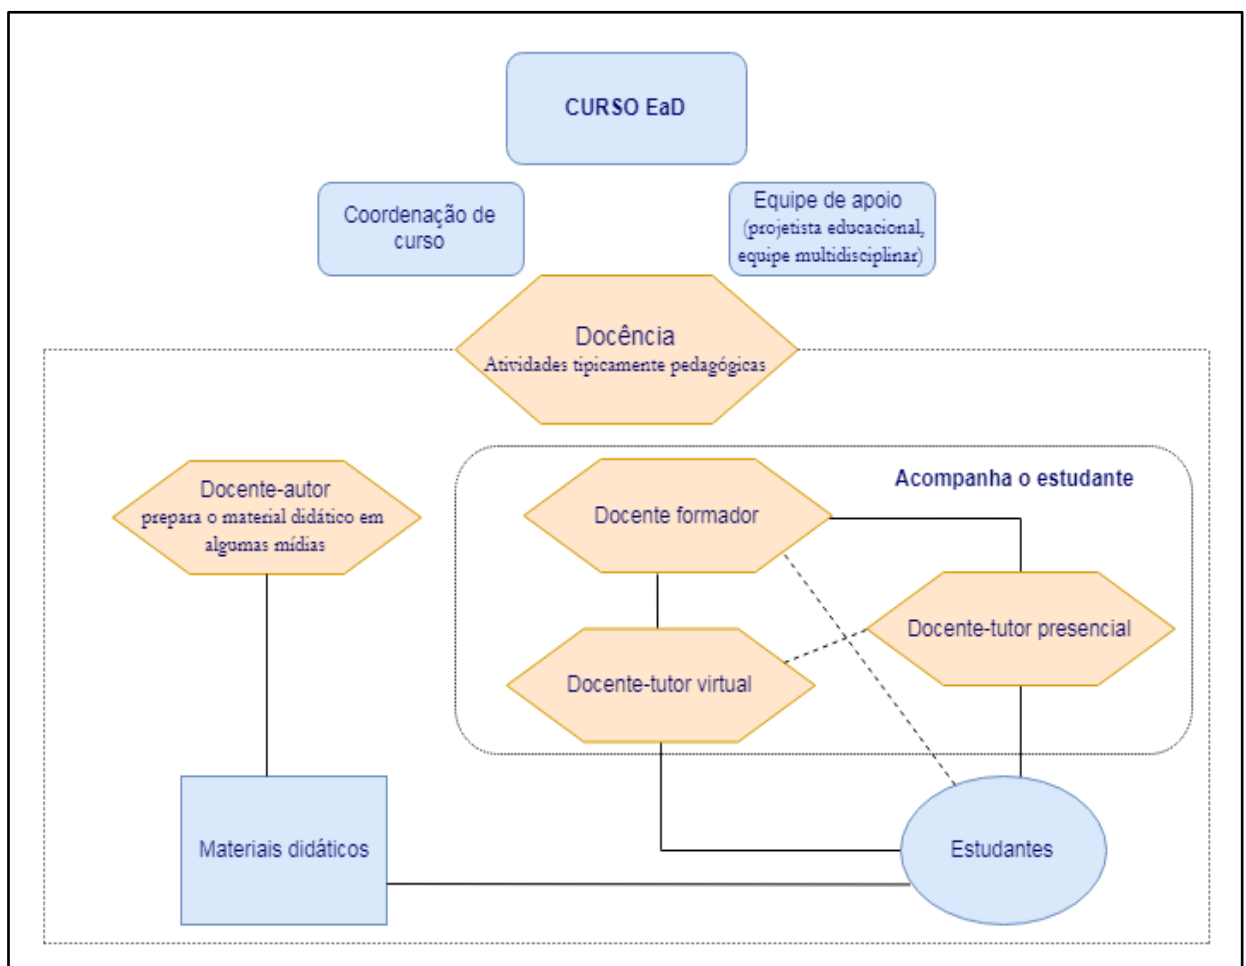 CURSO EaD
Coordenação de
curso
Equipe de apoio
(projetista educacional,
equipe multidisciplinar)
Docência
Atividades tipicamente pedagógicas
Docente-autor
prepara o material didático em
algumas mídias
Acompanha o estudante
Docente formador
Docente-tutor presencial
Docente-tutor virtual
Materiais didáticos
Estudantes